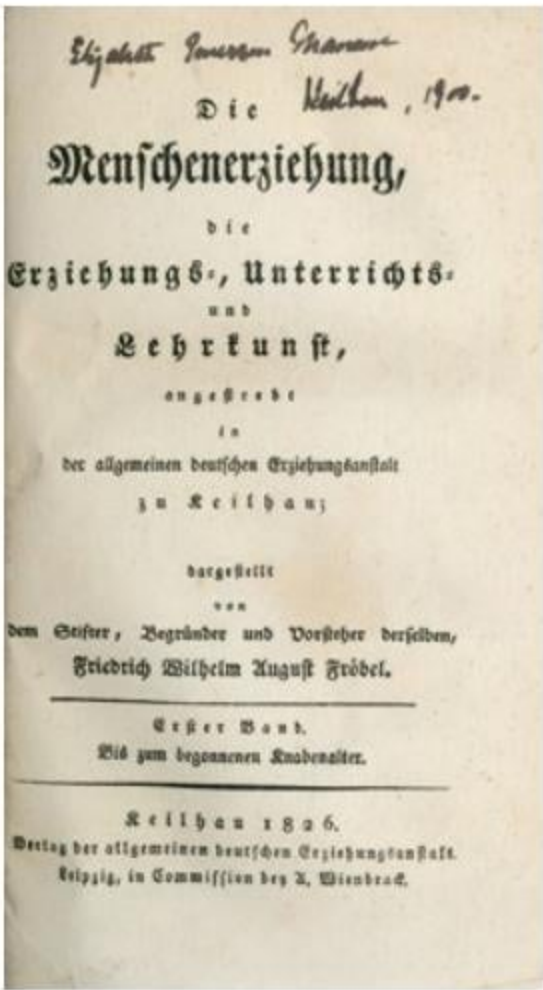 Elizabeth
Keilhau, 1900.
Die
Menſchenerziehung,
die
Erziehungs-, Unterrichts-
und
Lehrkunſt,
angeſtrebt
in
der allgemeinen deutſchen Erziehungsanſtalt
zu Keilhau;
dargeſtellt
von
dem Stifter, Begründer und Vorſteher derſelben,
Friedrich Wilhelm Auguſt Fröbel.
Erſter Band.
Bis zum begonnenen Knabenalter.
Keilhau 1826.
Verlag der allgemeinen deutſchen Erziehungsanſtalt.
Leipzig, in Commiſſion bey A. Wienbrack.